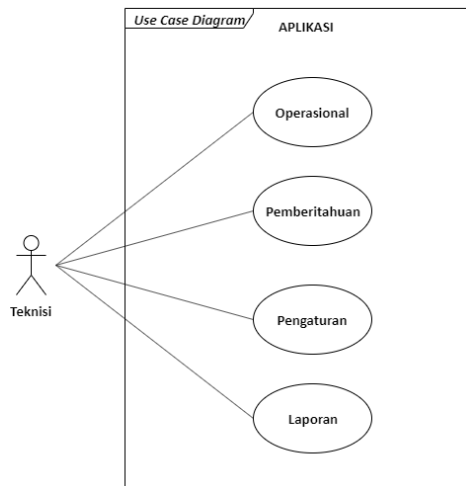 Use Case Diagram
APLIKASI
Operasional
Pemberitahuan
Teknisi
Pengaturan
Laporan